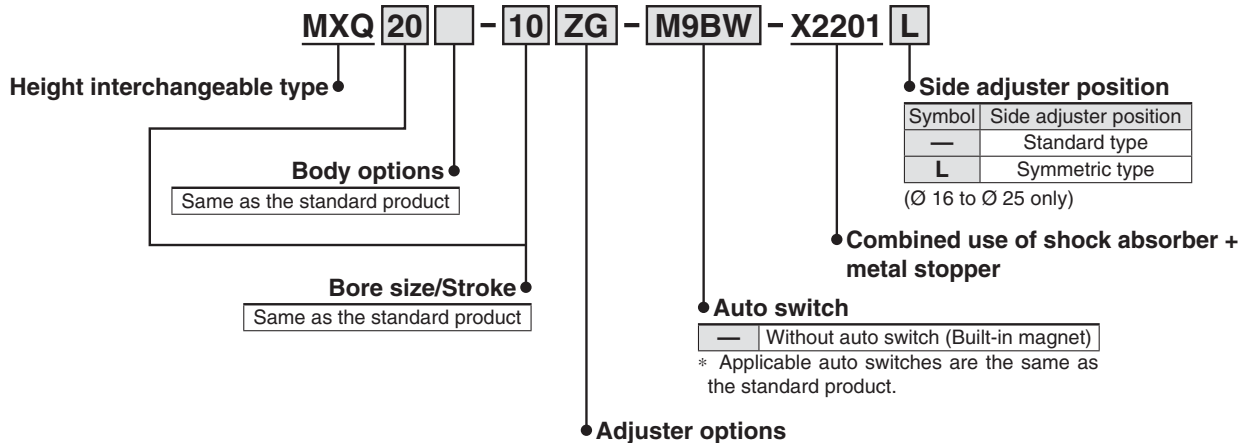 MXQ 20 - 10 ZG - M9BW - X2201 L
Height interchangeable type
Side adjuster position
Symbol Side adjuster position
— Standard type
L Symmetric type
(Ø 16 to Ø 25 only)
Body options
Same as the standard product
Combined use of shock absorber +
metal stopper
Bore size/Stroke
Same as the standard product
Auto switch
— Without auto switch (Built-in magnet)
* Applicable auto switches are the same as
the standard product.
Adjuster options